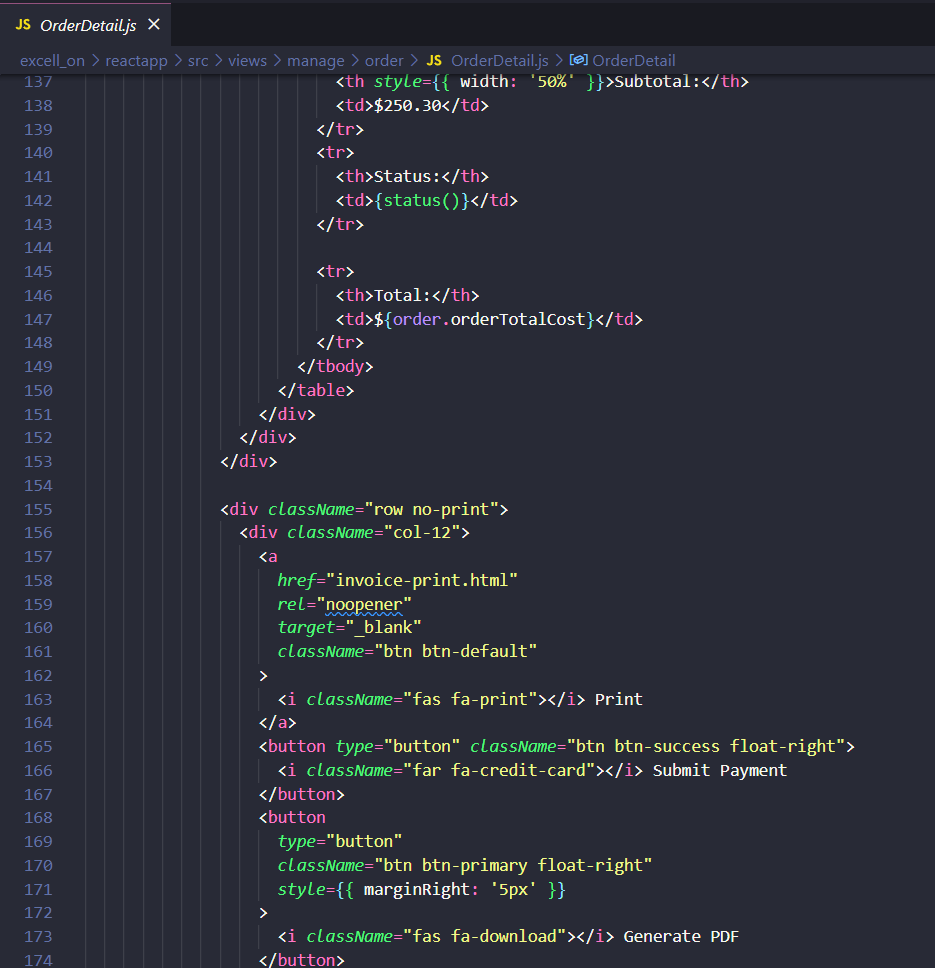 JS OrderDetail.js ×
excell_on > reactapp > src > views > manage > order > JS OrderDetail.js > OrderDetail
137 <th style={{ width: '50%' }}>Subtotal:</th>
138 <td>$250.30</td>
139 </tr>
140 <tr>
141 <th>Status:</th>
142 <td>{status()}</td>
143 </tr>
144
145 <tr>
146 <th>Total:</th>
147 <td>${order.orderTotalCost}</td>
148 </tr>
149 </tbody>
150 </table>
151 </div>
152 </div>
153 </div>
154
155 <div className="row no-print">
156 <div className="col-12">
157 <a
158 href="invoice-print.html"
159 rel="noopener"
160 target="_blank"
161 className="btn btn-default"
162 >
163 <i className="fas fa-print"></i> Print
164 </a>
165 <button type="button" className="btn btn-success float-right">
166 <i className="far fa-credit-card"></i> Submit Payment
167 </button>
168 <button
169 type="button"
170 className="btn btn-primary float-right"
171 style={{ marginRight: '5px' }}
172 >
173 <i className="fas fa-download"></i> Generate PDF
174 </button>